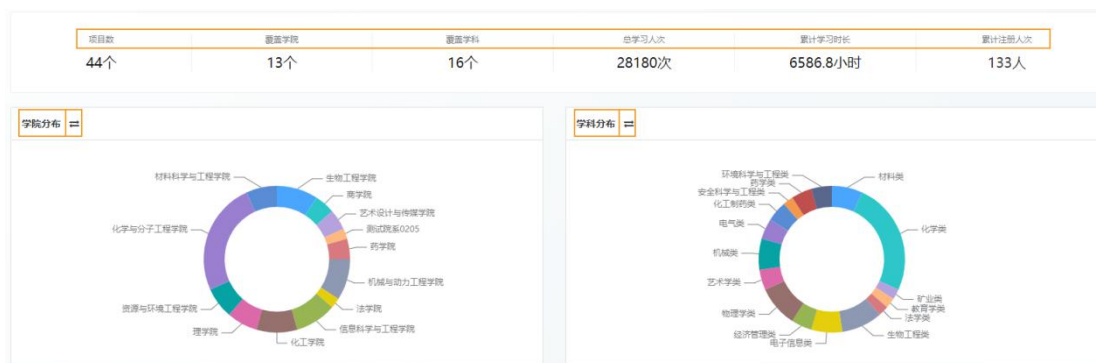 项目数 覆盖学院 覆盖学科 总学习人次 累计学习时长 累计注册人次
44个 13个 16个 28180次 6586.8小时 133人
学院分布
材料科学与工程学院 生物工程学院
商学院
艺术设计与传媒学院
化学与分子工程学院 测试院系0205
药学院
机械与动力工程学院
资源与环境工程学院 法学院
理学院 信息科学与工程学院
化工学院
学科分布
环境科学与工程类 材料类
药学类
安全科学与工程类
化工制药类
电气类 化学类
机械类
艺术学类 矿业类
教育学类
物理学类 法学类
经济管理类 生物工程类
电子信息类